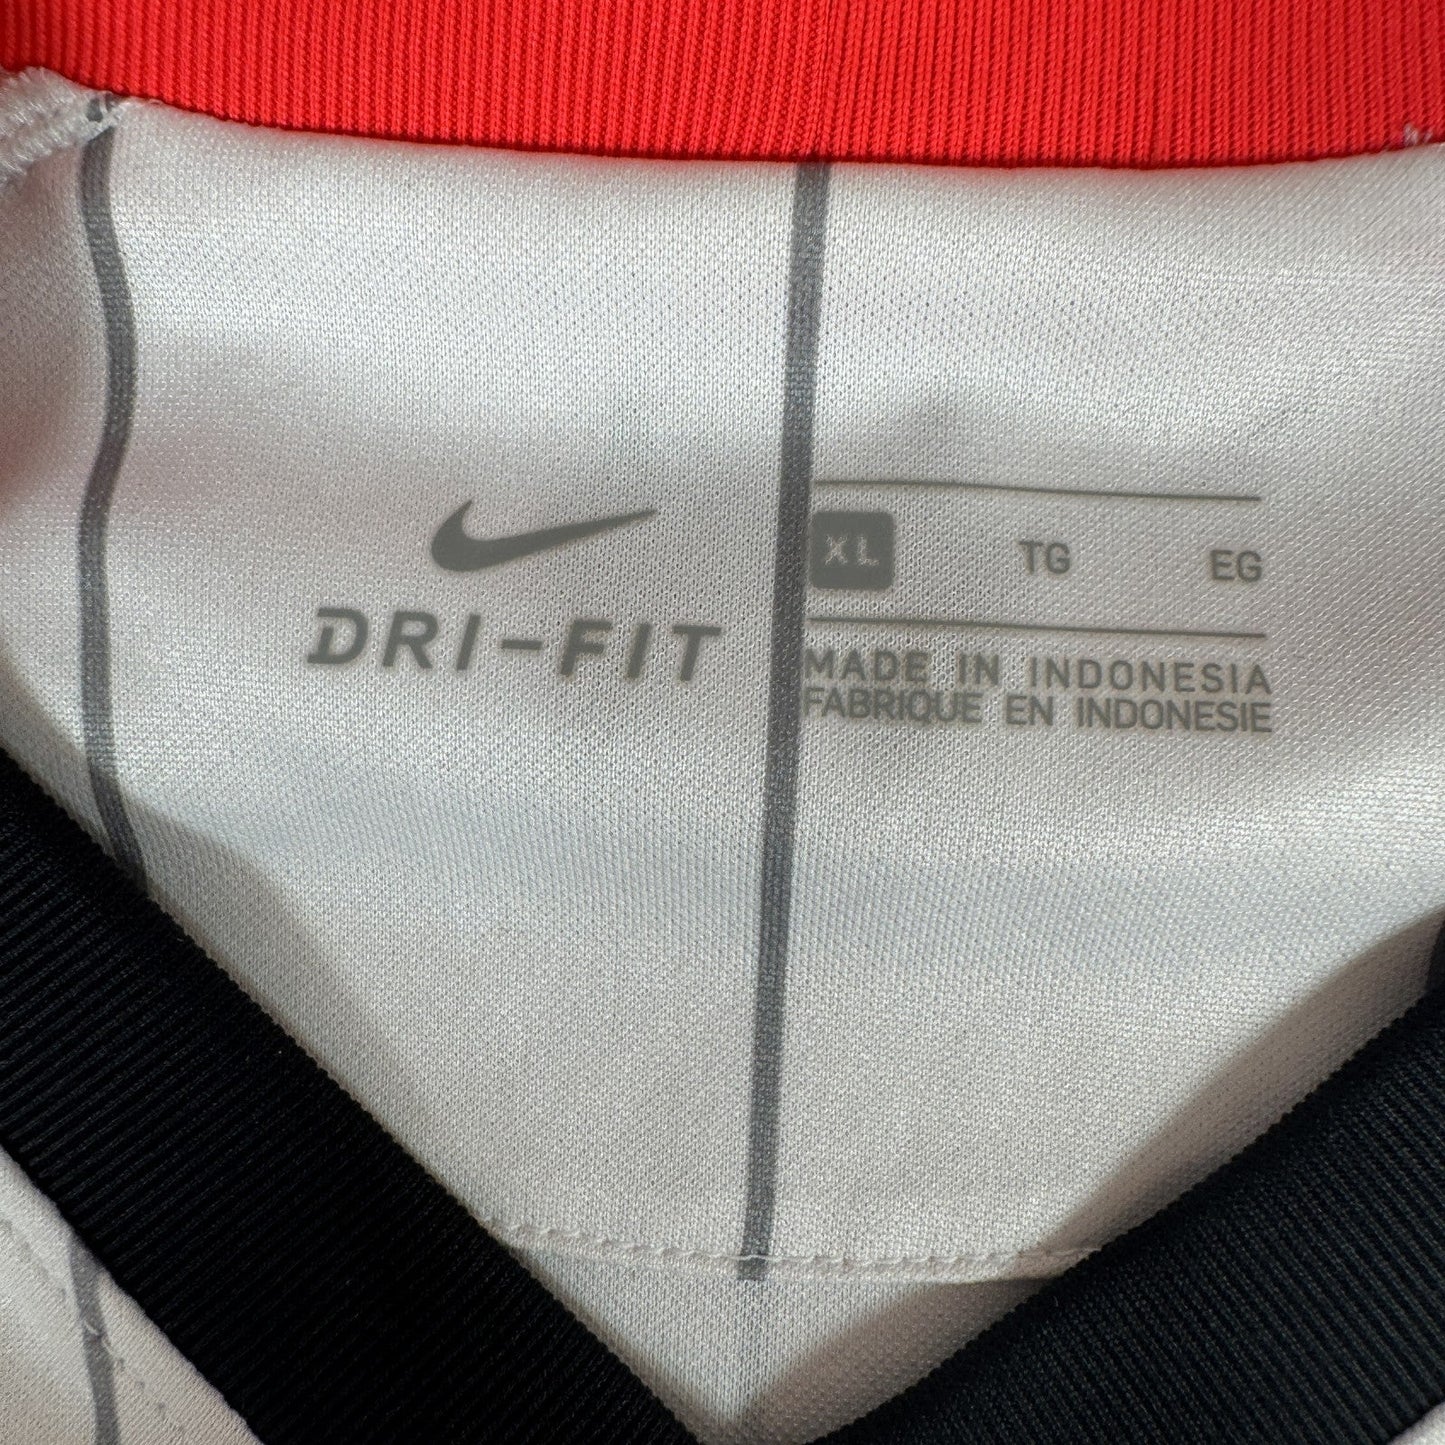 DRI-FIT
XL TG EG
MADE IN INDONESIA
FABRIQUE EN INDONESIE